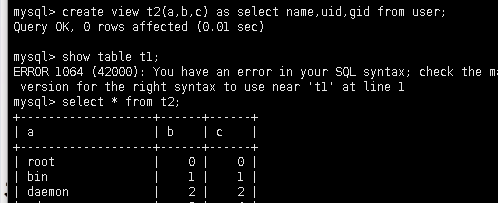 mysql> create view t2(a,b,c) as select name,uid,gid from user;
Query OK, 0 rows affected (0.01 sec)
mysql> show table t1;
ERROR 1064 (42000): You have an error in your SQL syntax; check the ma
version for the right syntax to use near 't1' at line 1
mysql> select * from t2;
+------------------+------+------+
| a | b | c |
+------------------+------+------+
| root | 0 | 0 |
| bin | 1 | 1 |
| daemon | 2 | 2 |